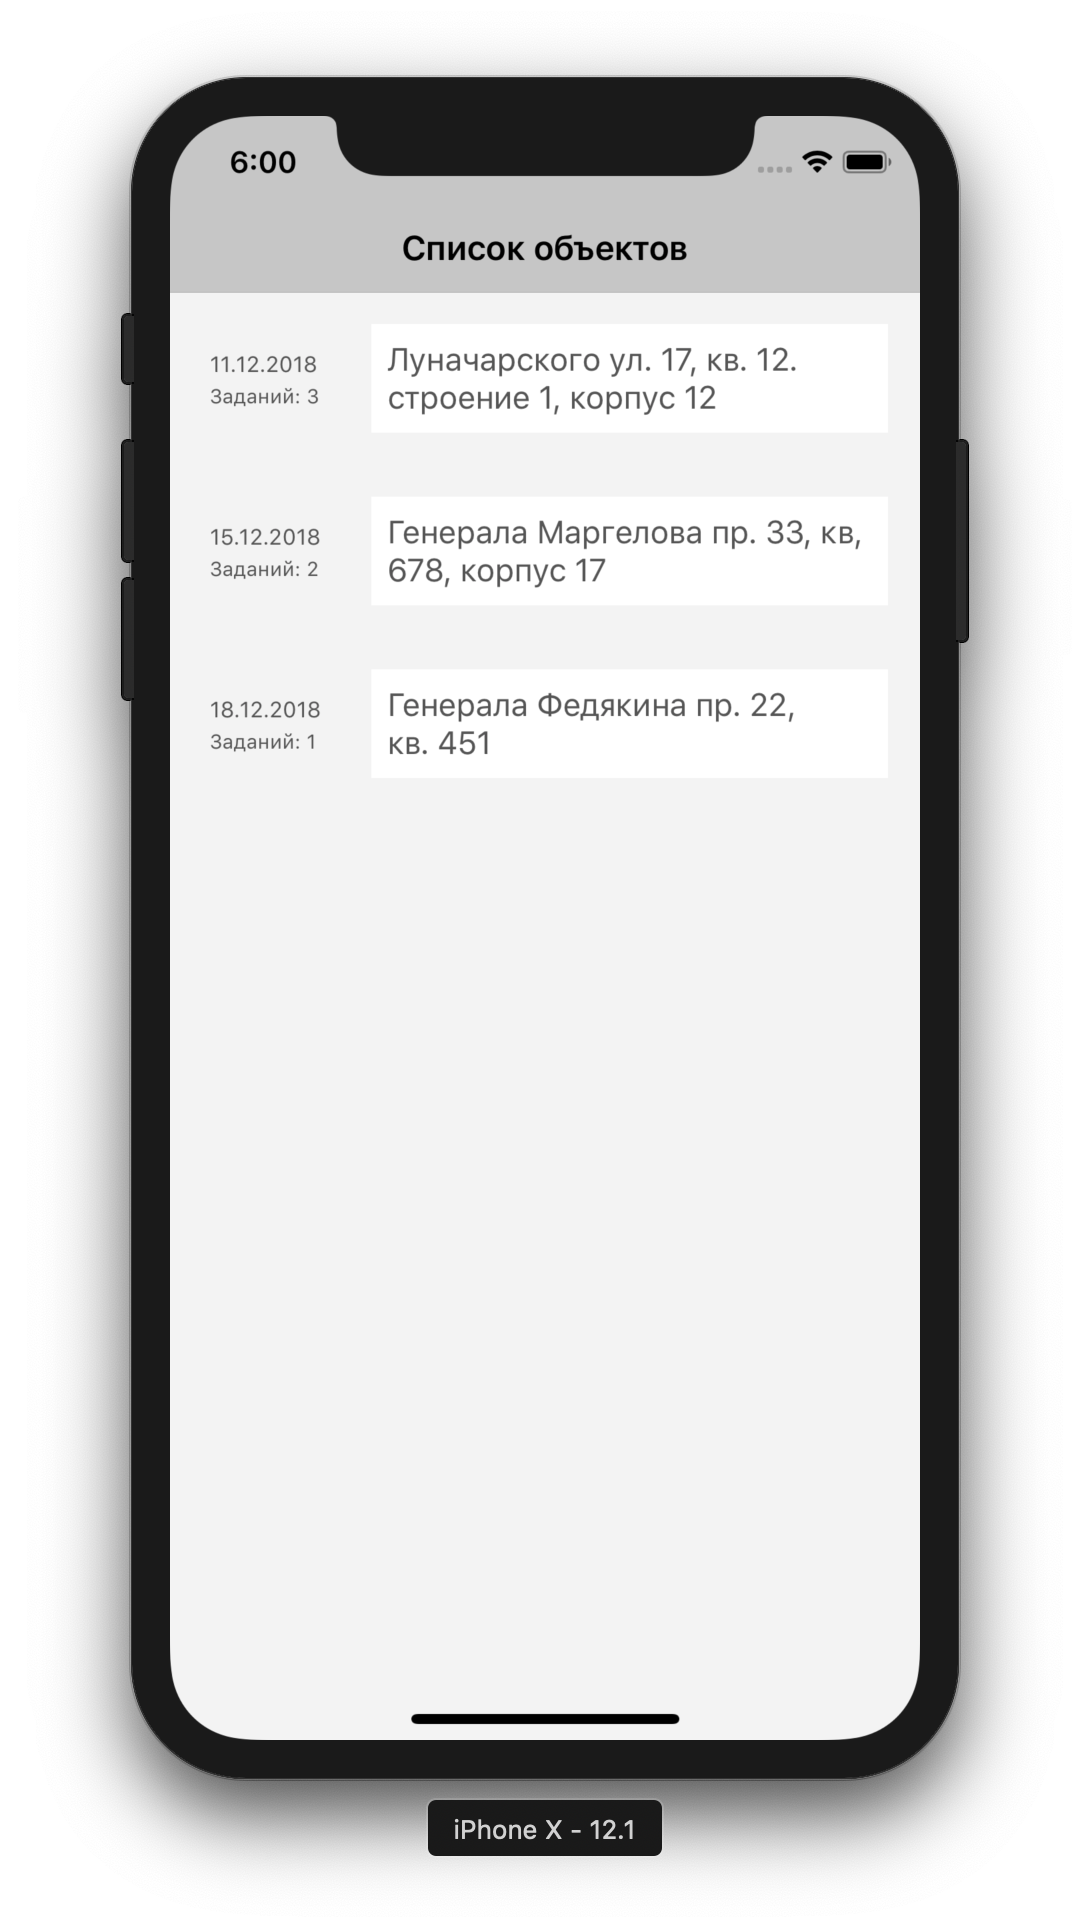 6:00
Список объектов
11.12.2018
Заданий: 3
Луначарского ул. 17, кв. 12.
строение 1, корпус 12
15.12.2018
Заданий: 2
Генерала Маргелова пр. 33, кв,
678, корпус 17
18.12.2018
Заданий: 1
Генерала Федякина пр. 22,
кв. 451
iPhone X - 12.1